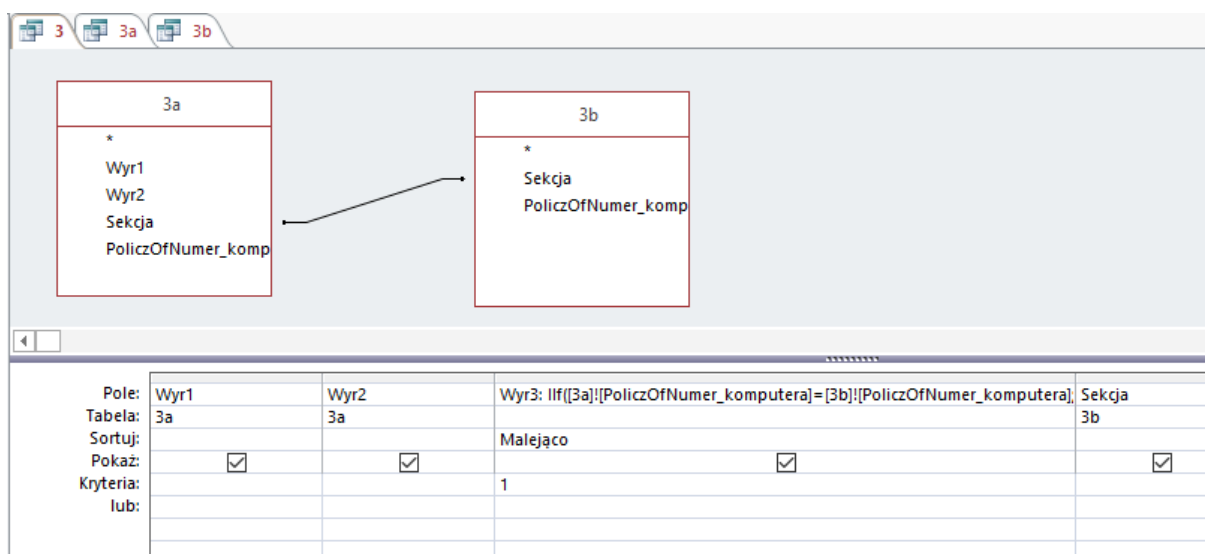 3 3a 3b
3a
*
Wyr1
Wyr2
Sekcja
PoliczOfNumer_komp
3b
*
Sekcja
PoliczOfNumer_komp
Pole: Wyr1 Wyr2 Wyr3: IIf([3a]![PoliczOfNumer_komputera]=[3b]![PoliczOfNumer_komputera]; Sekcja
Tabela: 3a 3a 3b
Sortuj: Malejąco
Pokaż:
Kryteria: 1
lub: